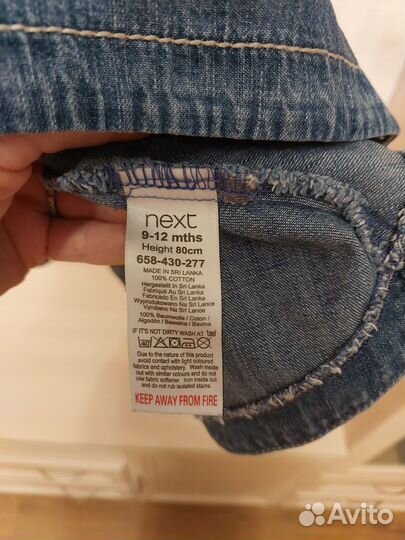 next
9-12 mths
Height 80cm
658-430-277
MADE IN SRI LANKA
100% COTTON
Hergestellt in Sri Lanka
Fabriqué Au Sri Lanka
Fabricado En Sri Lanka
Wyprodukowano Na Sri Lance
Vyrobeno Na Sri Lance
100% Baumwolle / Coton /
Algodón / Bawełna / Bavlna
IF IT'S NOT DIRTY WASH AT 30
40
Due to the nature of this product
avoid contact with light coloured
fabrics and upholstery. Wash inside
out with similar colours and do not
use fabric softener. Iron inside out
and do not rub isolated stains.
KEEP AWAY FROM FIRE
Avito